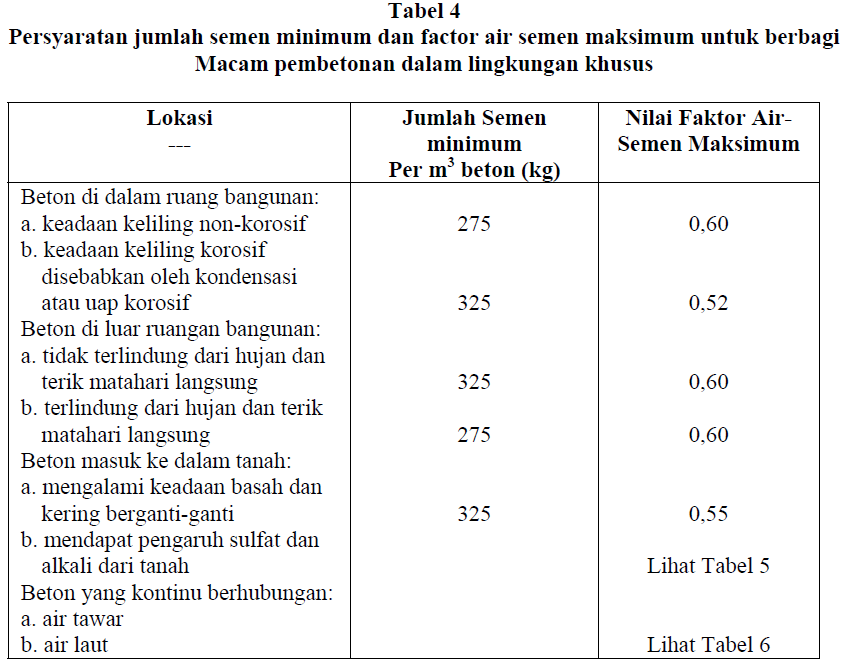 Tabel 4
Persyaratan jumlah semen minimum dan factor air semen maksimum untuk berbagi
Macam pembetonan dalam lingkungan khusus
Lokasi
---
Jumlah Semen
minimum
Per m³ beton (kg)
Nilai Faktor Air-
Semen Maksimum
Beton di dalam ruang bangunan:
a. keadaan keliling non-korosif 275 0,60
b. keadaan keliling korosif
disebabkan oleh kondensasi
atau uap korosif 325 0,52
Beton di luar ruangan bangunan:
a. tidak terlindung dari hujan dan
terik matahari langsung 325 0,60
b. terlindung dari hujan dan terik
matahari langsung 275 0,60
Beton masuk ke dalam tanah:
a. mengalami keadaan basah dan
kering berganti-ganti 325 0,55
b. mendapat pengaruh sulfat dan
alkali dari tanah Lihat Tabel 5
Beton yang kontinu berhubungan:
a. air tawar
b. air laut Lihat Tabel 6